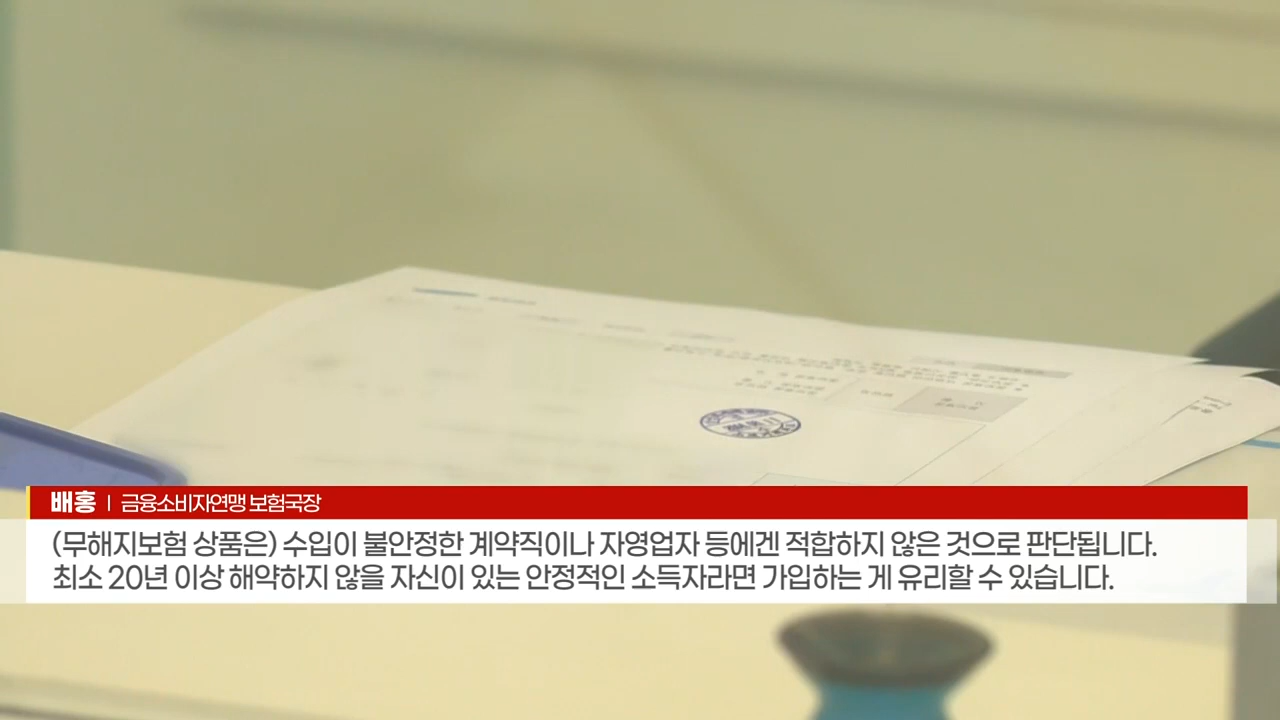 배홍 | 금융소비자연맹 보험국장
(무해지보험 상품은) 수입이 불안정한 계약직이나 자영업자 등에겐 적합하지 않은 것으로 판단됩니다.
최소 20년 이상 해약하지 않을 자신이 있는 안정적인 소득자라면 가입하는 게 유리할 수 있습니다.